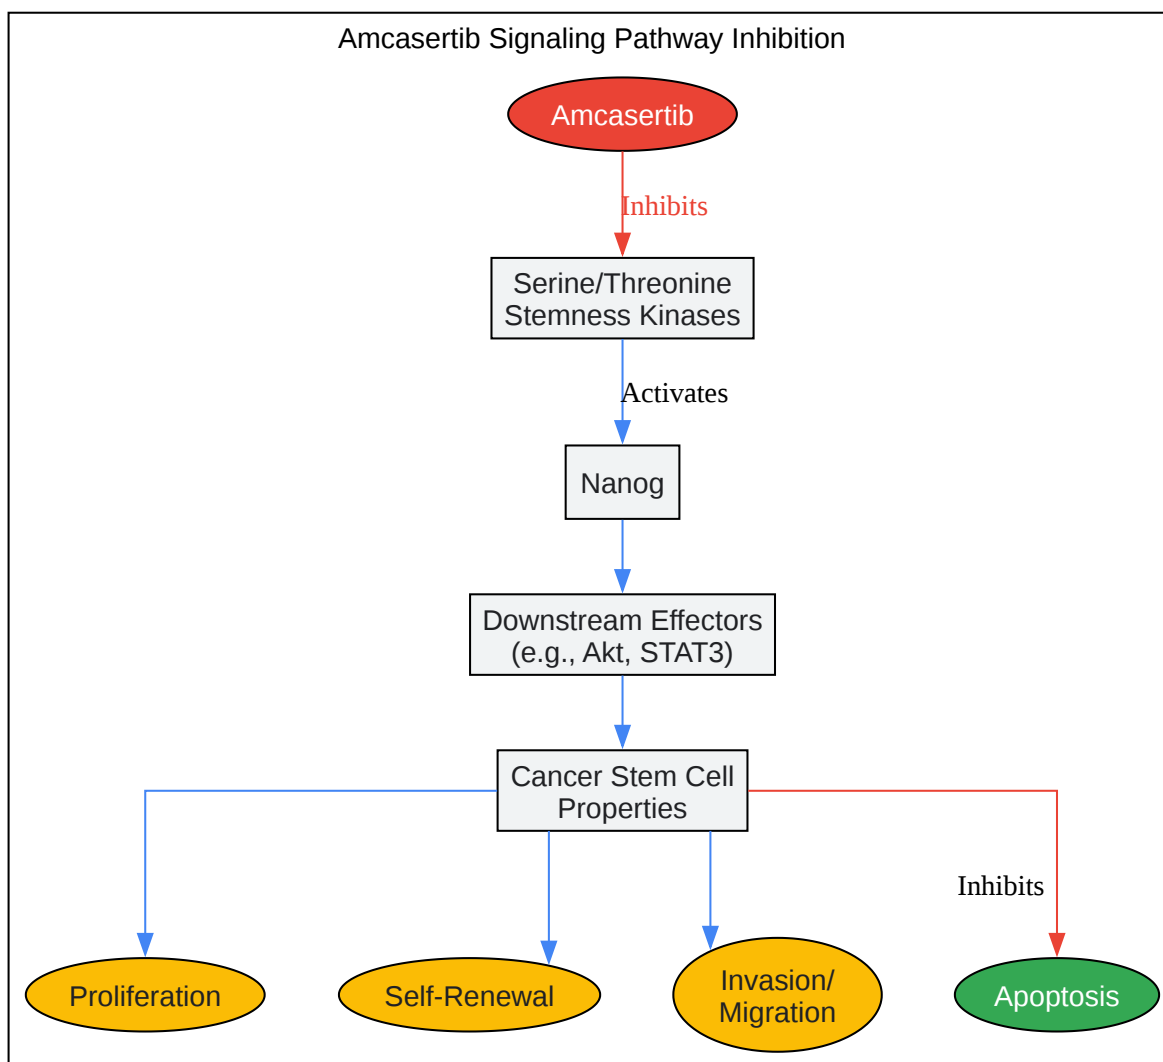 Amcasertib Signaling Pathway Inhibition
Amcasertib
Inhibits
Serine/Threonine
Stemness Kinases
Activates
Nanog
Downstream Effectors
(e.g., Akt, STAT3)
Cancer Stem Cell
Properties
Inhibits
Proliferation
Self-Renewal
Invasion/
Migration
Apoptosis